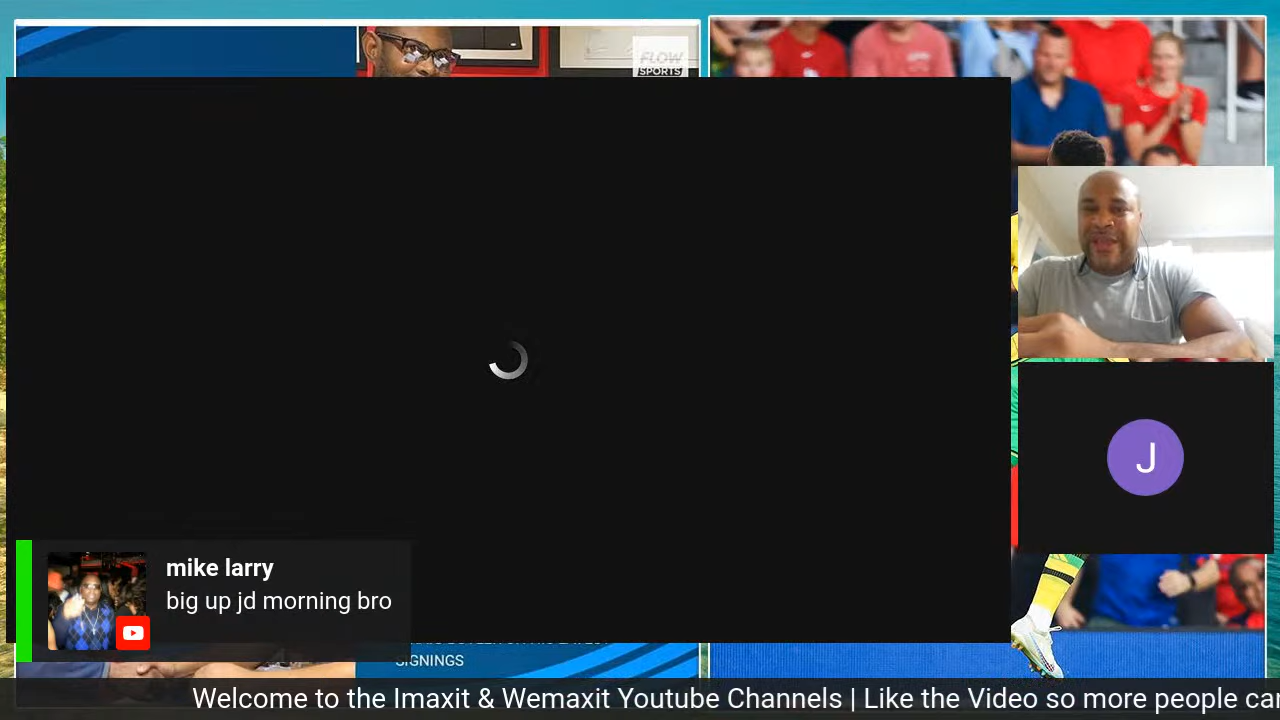 FLOW
SPORTS
J
mike larry
big up jd morning bro
SIGNINGS
Welcome to the Imaxit & Wemaxit Youtube Channels | Like the Video so more people ca